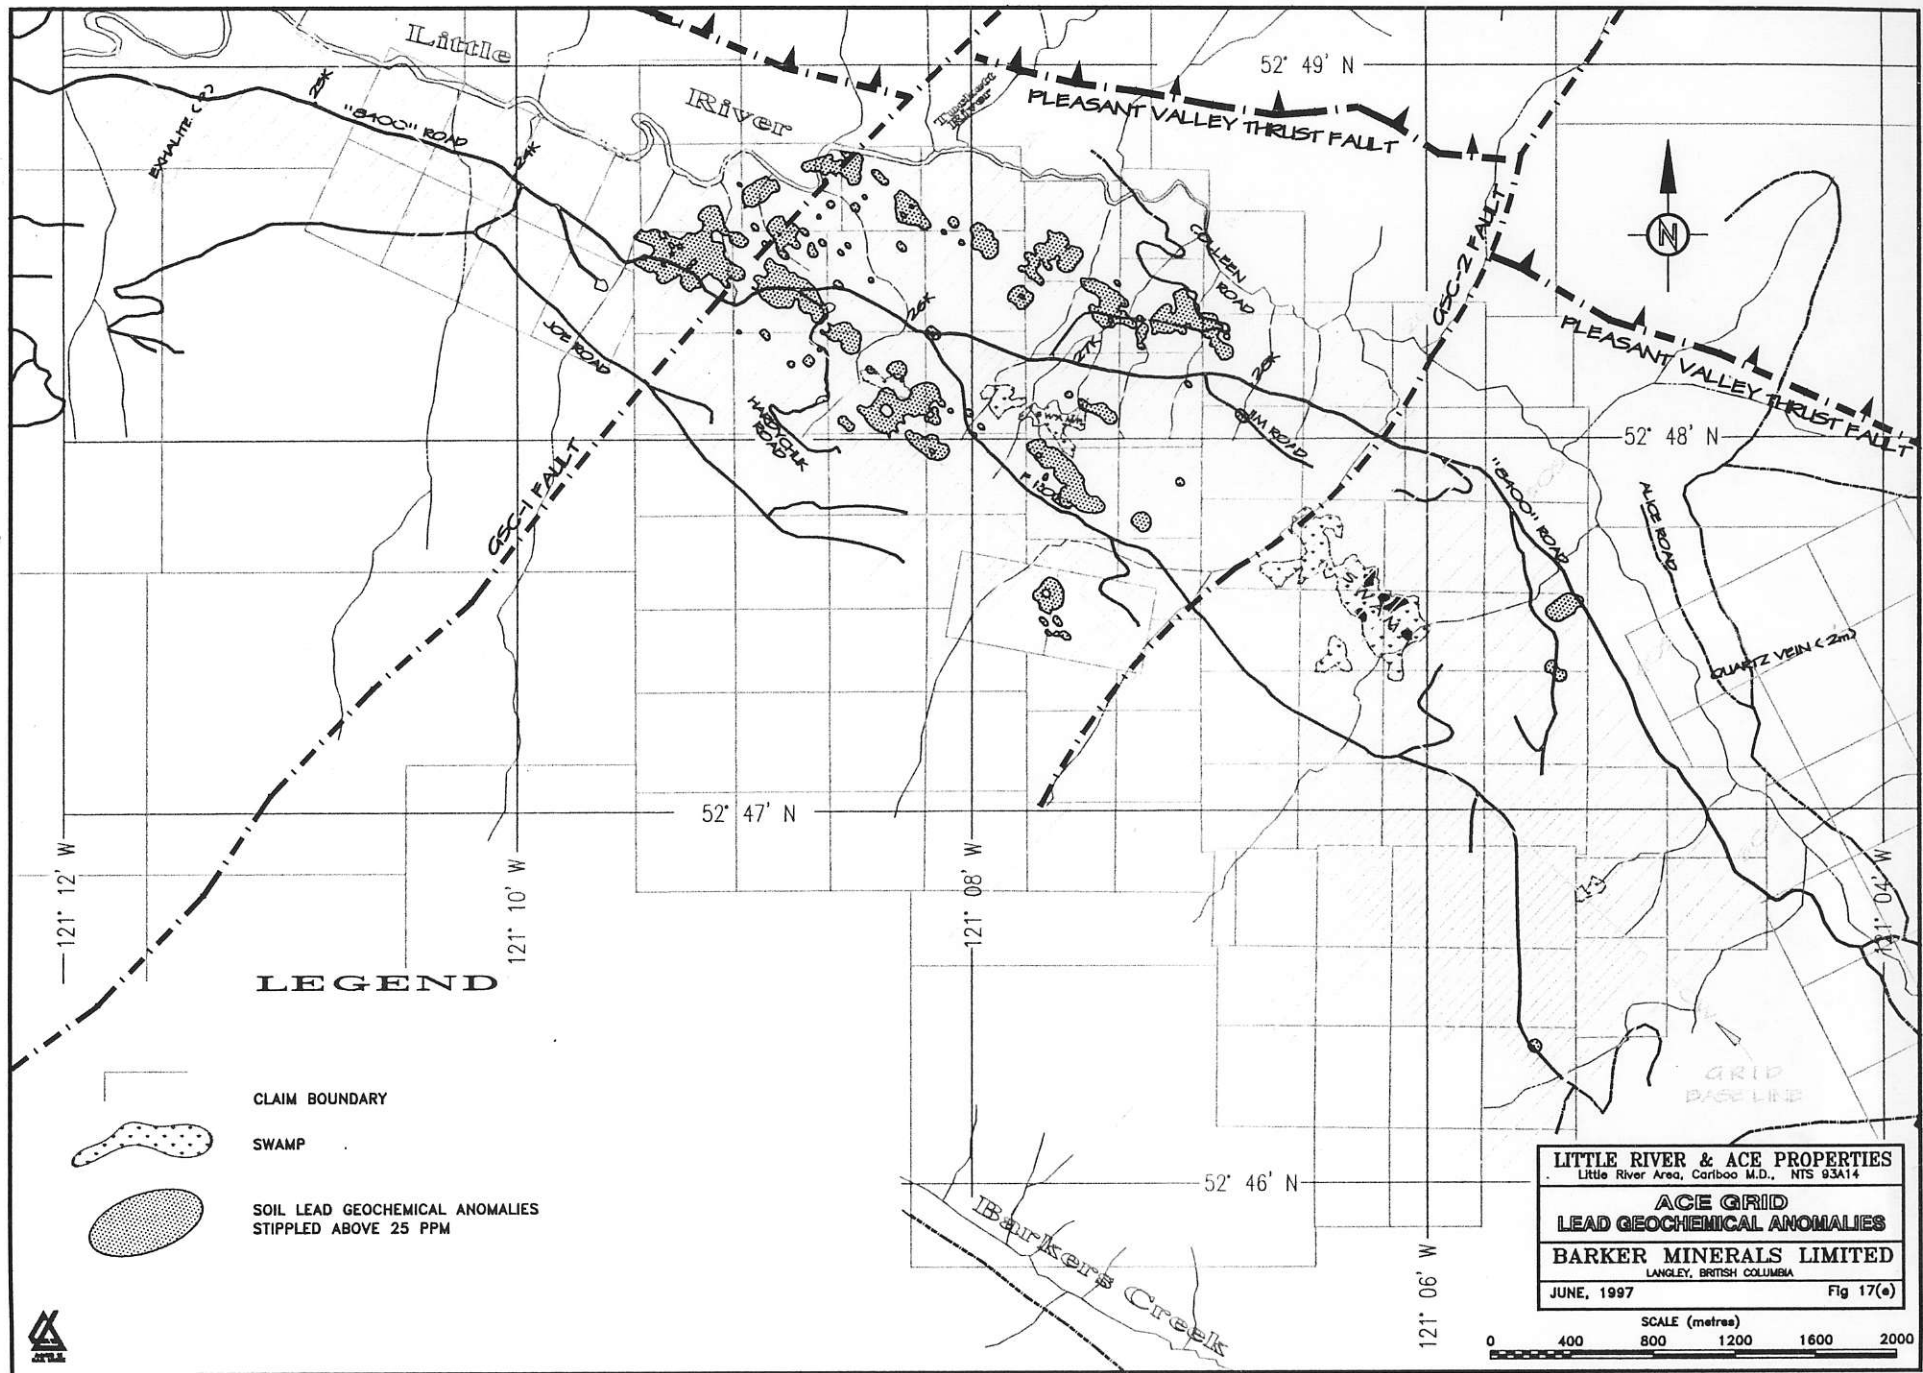 Little
River
52° 49' N
PLEASANT VALLEY THRUST FAULT
EXHALITE (?)
25K
"8400" ROAD
24K
N
COLLEEN
ROAD
GSC-2 FAULT
PLEASANT VALLEY THRUST FAULT
JOE ROAD
26K
27K
28K
HARDYCHUK
ROAD
JIM ROAD
52° 48' N
GSC-1 FAULT
"8400" ROAD
ALICE ROAD
QUARTZ VEIN (2m)
52° 47' N
121° 12' W
121° 10' W
121° 08' W
121° 04' W
LEGEND
CLAIM BOUNDARY
SWAMP
SOIL LEAD GEOCHEMICAL ANOMALIES
STIPPLED ABOVE 25 PPM
GRID
BASELINE
52° 46' N
Barkers Creek
121° 06' W
LITTLE RIVER & ACE PROPERTIES
Little River Area, Cariboo M.D., NTS 93A14
ACE GRID
LEAD GEOCHEMICAL ANOMALIES
BARKER MINERALS LIMITED
LANGLEY, BRITISH COLUMBIA
JUNE, 1997 Fig 17(e)
SCALE (metres)
0 400 800 1200 1600 2000